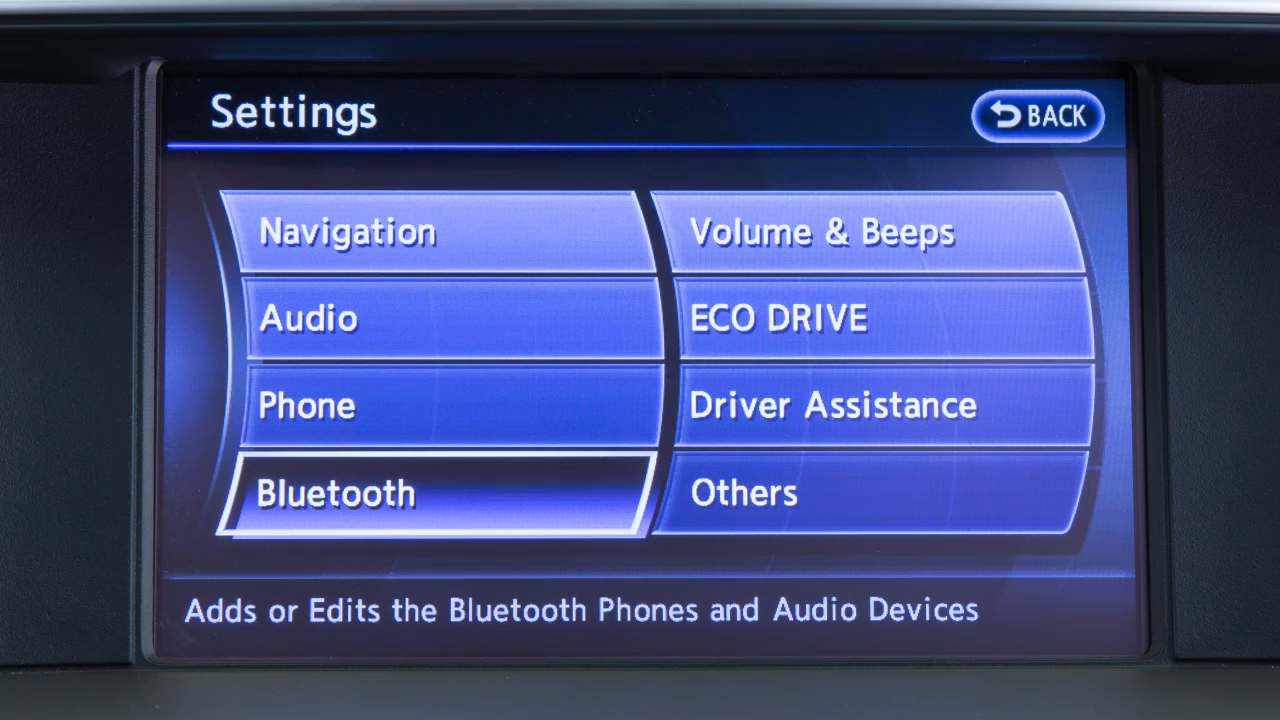 Settings
BACK
Navigation
Volume & Beeps
Audio
ECO DRIVE
Phone
Driver Assistance
Bluetooth
Others
Adds or Edits the Bluetooth Phones and Audio Devices